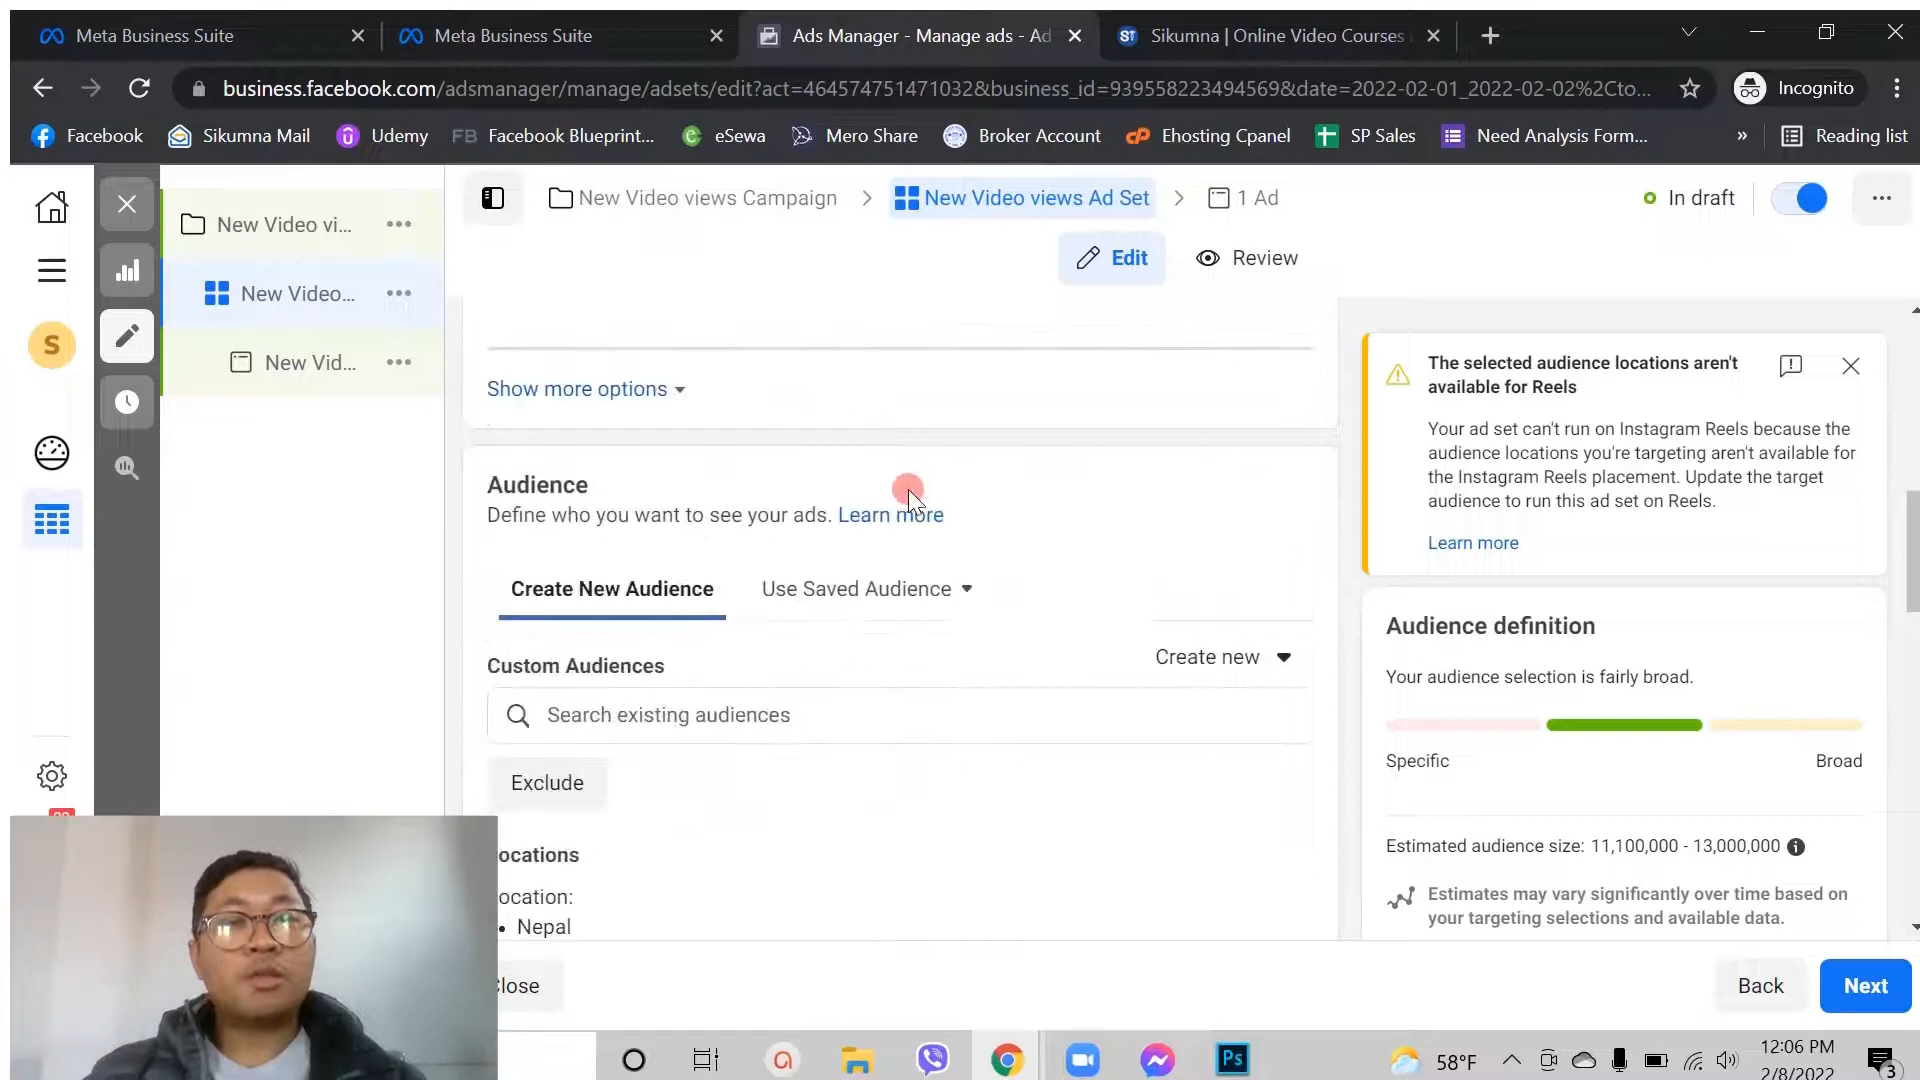 Meta Business Suite
Meta Business Suite
Ads Manager - Manage ads - Ad
Sikumna | Online Video Courses
business.facebook.com/adsmanager/manage/adsets/edit?act=464574751471032&business_id=939558223494569&date=2022-02-01_2022-02-02%2Cto...
Incognito
Facebook
Sikumna Mail
Udemy
FB Facebook Blueprint...
eSewa
Mero Share
Broker Account
Ehosting Cpanel
SP Sales
Need Analysis Form...
»
Reading list
New Video views Campaign
New Video views Ad Set
1 Ad
In draft
Edit
Review
New Video vi...
New Video...
New Vid...
S
Show more options
Audience
Define who you want to see your ads. Learn more
Create New Audience
Use Saved Audience
Custom Audiences
Create new
Search existing audiences
Exclude
ocations
ocation:
• Nepal
lose
The selected audience locations aren't
available for Reels
Your ad set can't run on Instagram Reels because the
audience locations you're targeting aren't available for
the Instagram Reels placement. Update the target
audience to run this ad set on Reels.
Learn more
Audience definition
Your audience selection is fairly broad.
Specific
Broad
Estimated audience size: 11,100,000 - 13,000,000
Estimates may vary significantly over time based on
your targeting selections and available data.
Back
Next
Ps
58°F
12:06 PM
2/8/2022
3